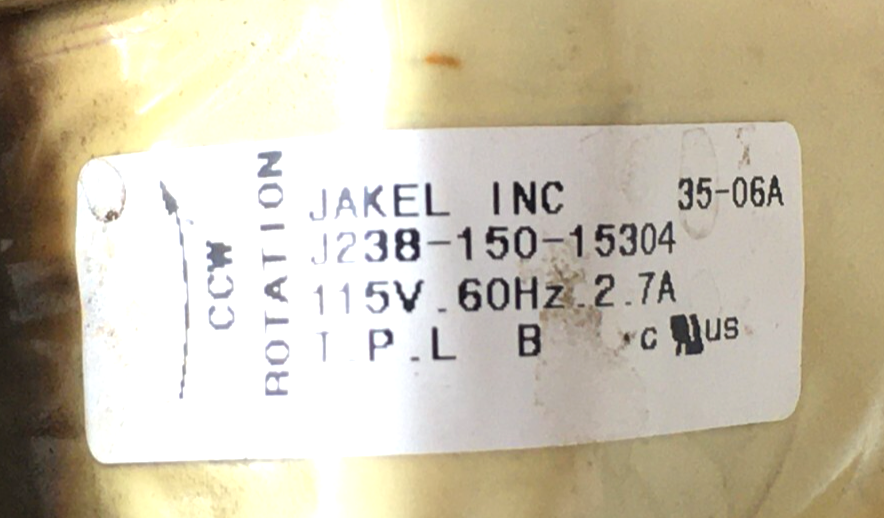 CCW
ROTATION
JAKEL INC 35-06A
J238-150-15304
115V.60Hz.2.7A
T.P.L B c us